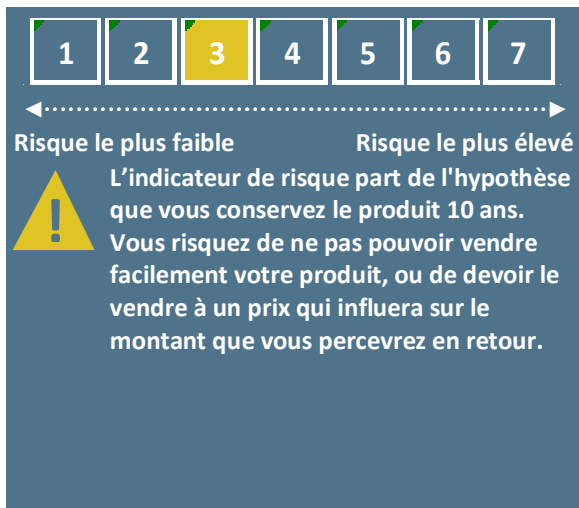 1 2 3 4 5 6 7
Risque le plus faible Risque le plus élevé
L’indicateur de risque part de l'hypothèse
que vous conservez le produit 10 ans.
Vous risquez de ne pas pouvoir vendre
facilement votre produit, ou de devoir le
vendre à un prix qui influera sur le
montant que vous percevrez en retour.